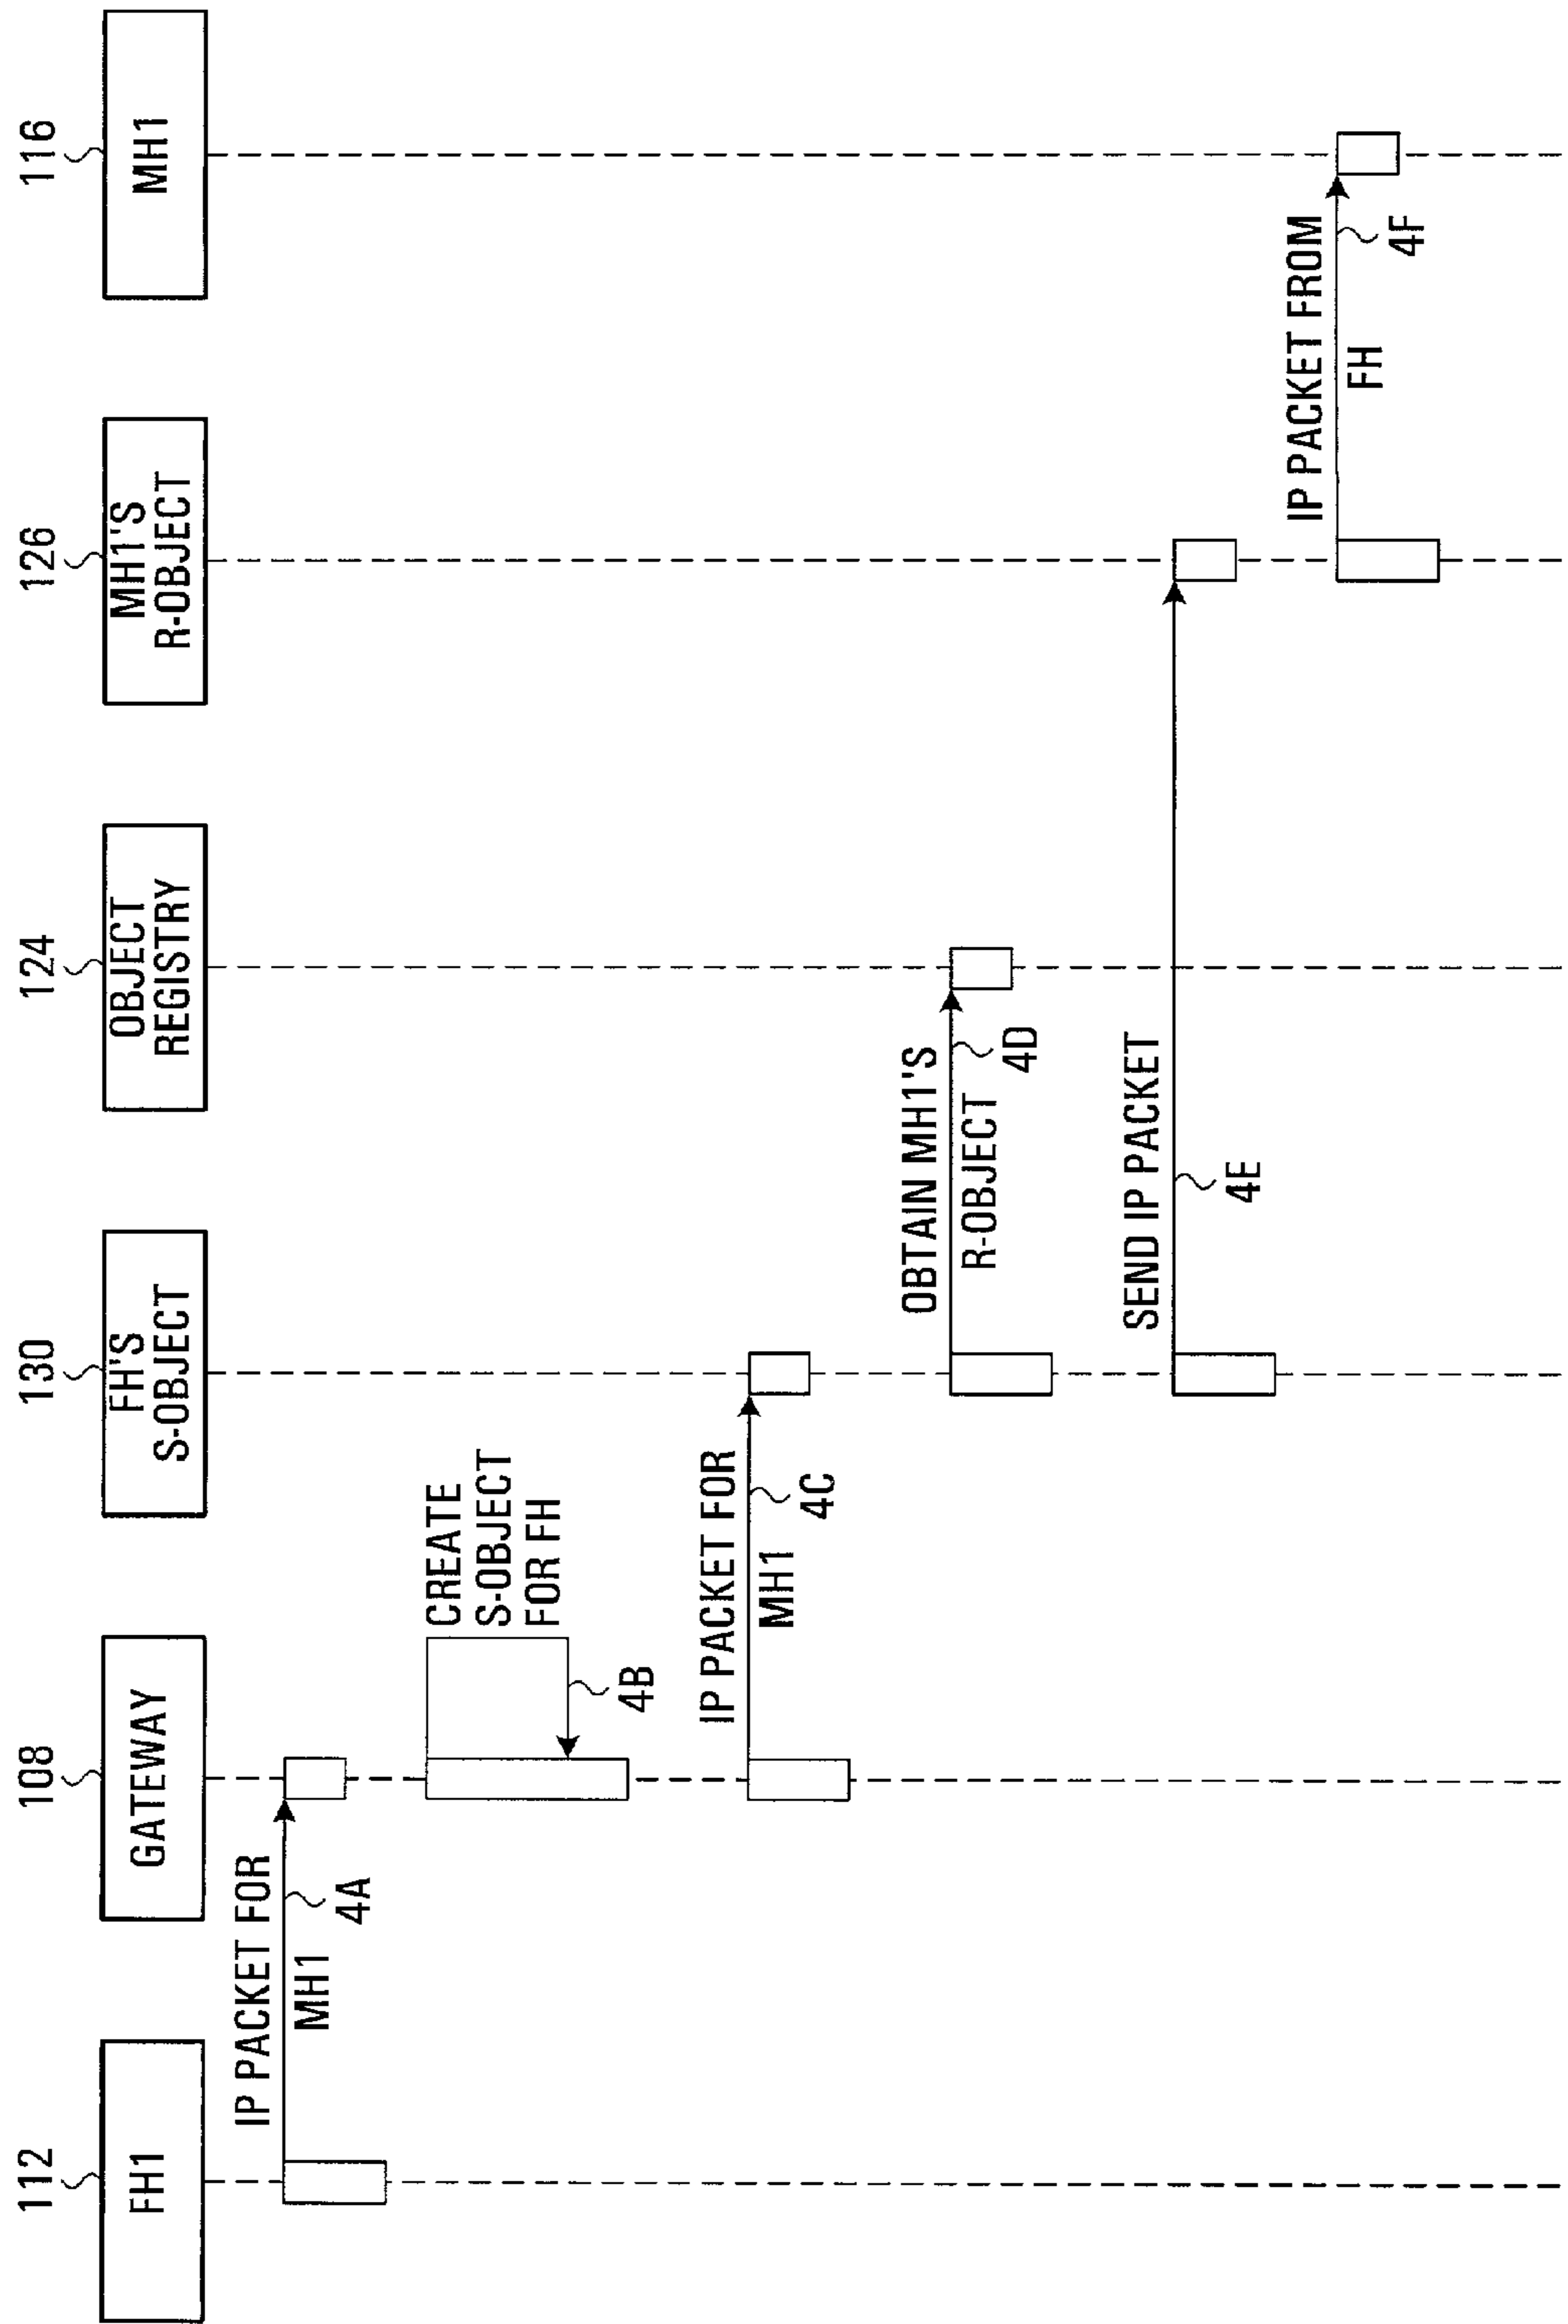 112
108
130
124
126
116
FH1
GATEWAY
FH'S
S-OBJECT
OBJECT
REGISTRY
MH1'S
R-OBJECT
MH1
IP PACKET FOR
MH1
4A
CREATE
S-OBJECT
FOR FH
4B
IP PACKET FOR
MH1
4C
OBTAIN MH1'S
R-OBJECT
4D
SEND IP PACKET
4E
IP PACKET FROM
FH
4F